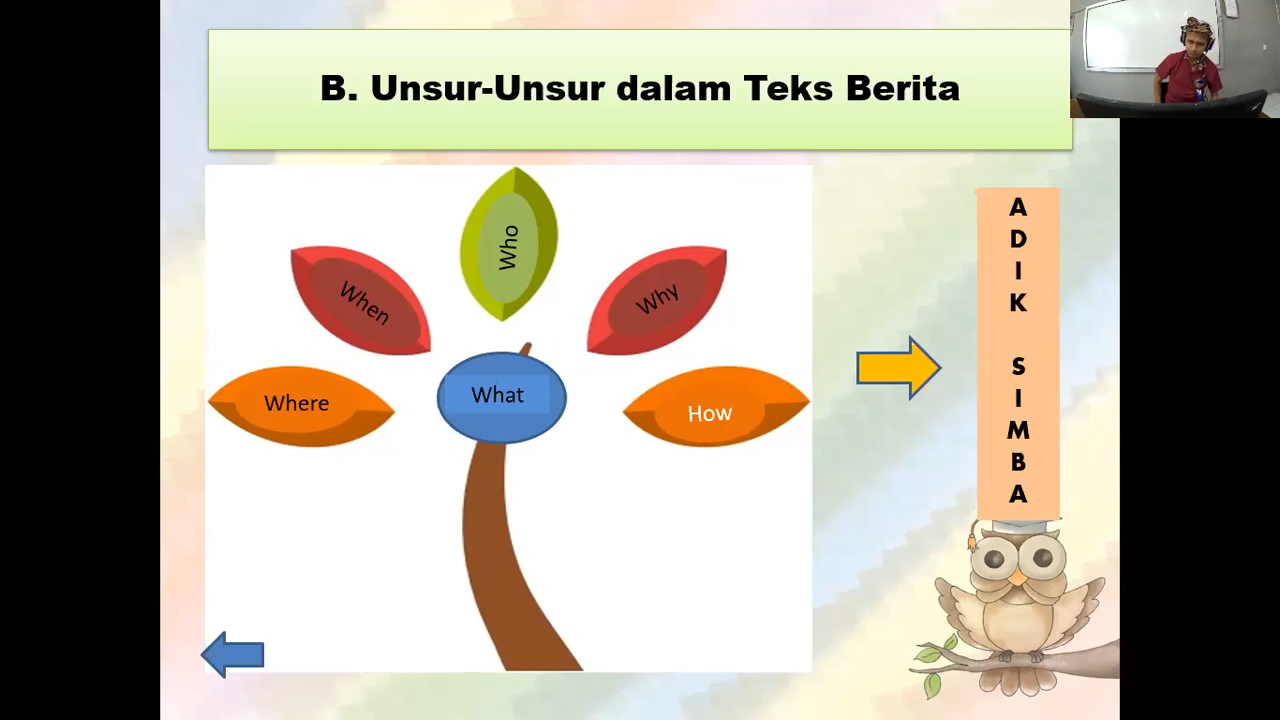 B. Unsur-Unsur dalam Teks Berita
Who
When
Why
Where
What
How
A
D
I
K
S
I
M
B
A